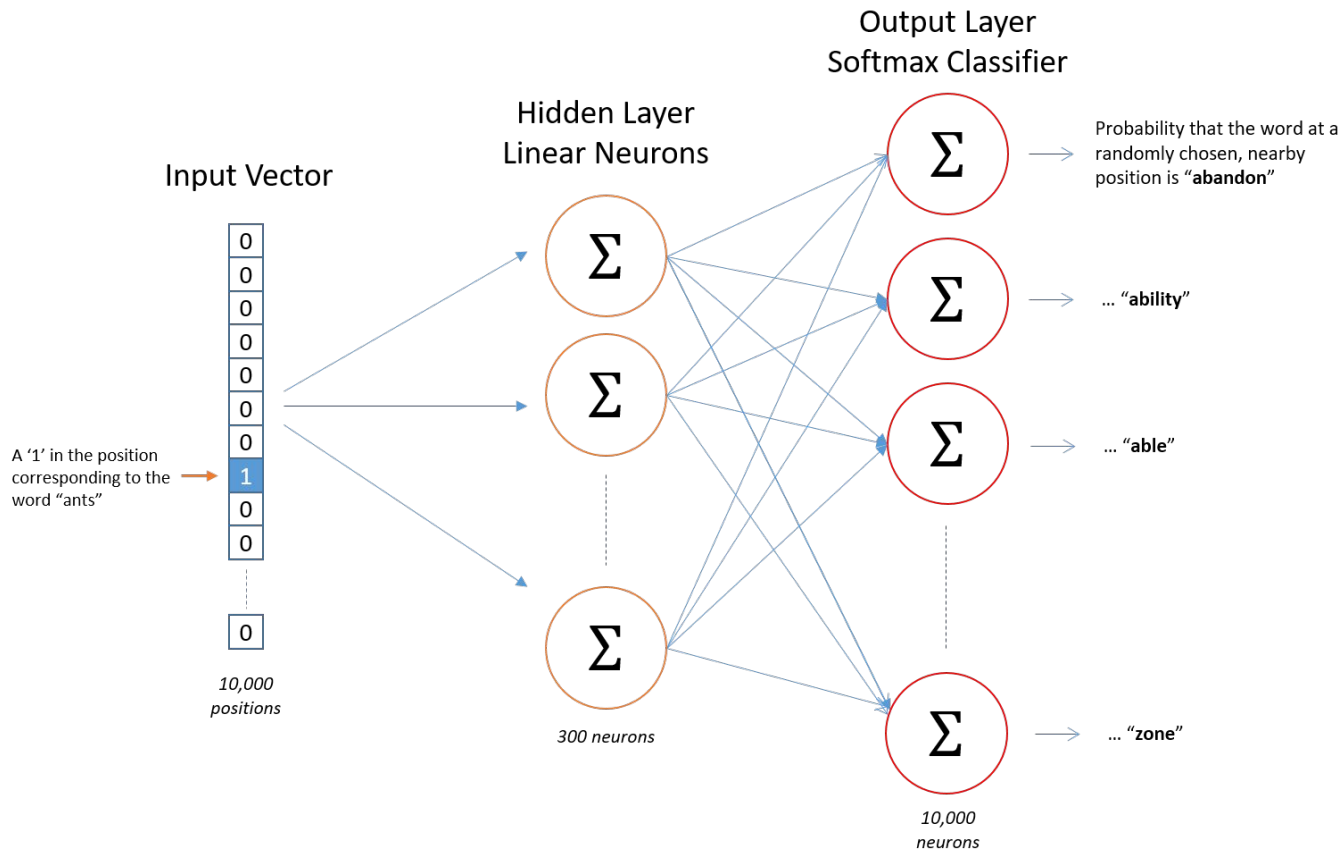 Output Layer
Softmax Classifier
Hidden Layer
Linear Neurons
Input Vector
0
0
0
0
0
0
0
1
0
0
0
A ‘1’ in the position
corresponding to the
word “ants”
10,000
positions
Σ
Σ
Σ
300 neurons
Σ
Σ
Σ
Σ
10,000
neurons
Probability that the word at a
randomly chosen, nearby
position is “abandon”
... “ability”
... “able”
... “zone”